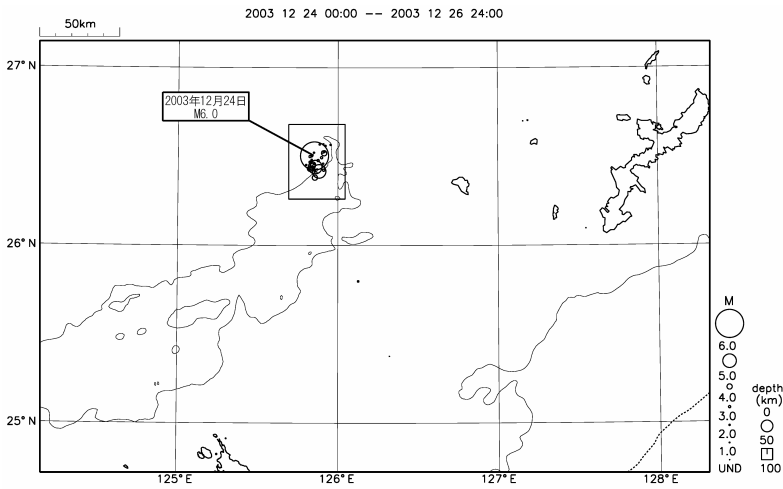 2003 12 24 00:00 -- 2003 12 26 24:00
50km
27°N
2003年12月24日
M6.0
26°N
25°N
125°E
126°E
127°E
128°E
M
6.0
5.0
4.0
3.0
2.0
1.0
UND
depth
(km)
0
50
100